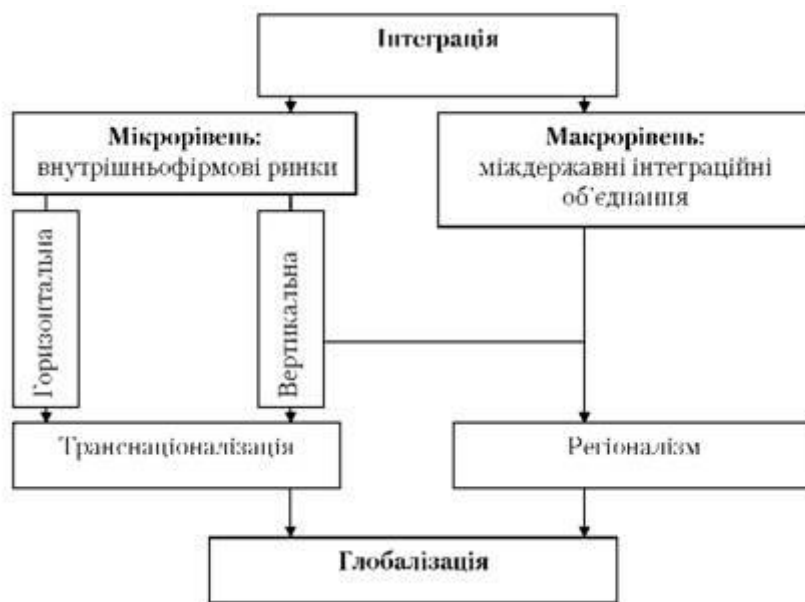 Інтеграція
Мікрорівень:
внутрішньофірмові ринки
Макрорівень:
міждержавні інтеграційні
об’єднання
Горизонтальна
Вертикальна
Транснаціоналізація
Регіоналізм
Глобалізація